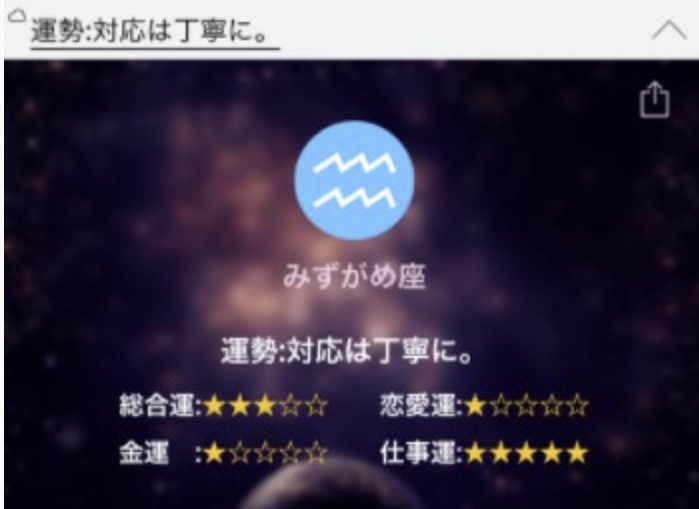 運勢:対応は丁寧に。
みずがめ座
運勢:対応は丁寧に。
総合運:★★★☆☆ 恋愛運:★☆☆☆☆
金運 :★☆☆☆☆ 仕事運:★★★★★